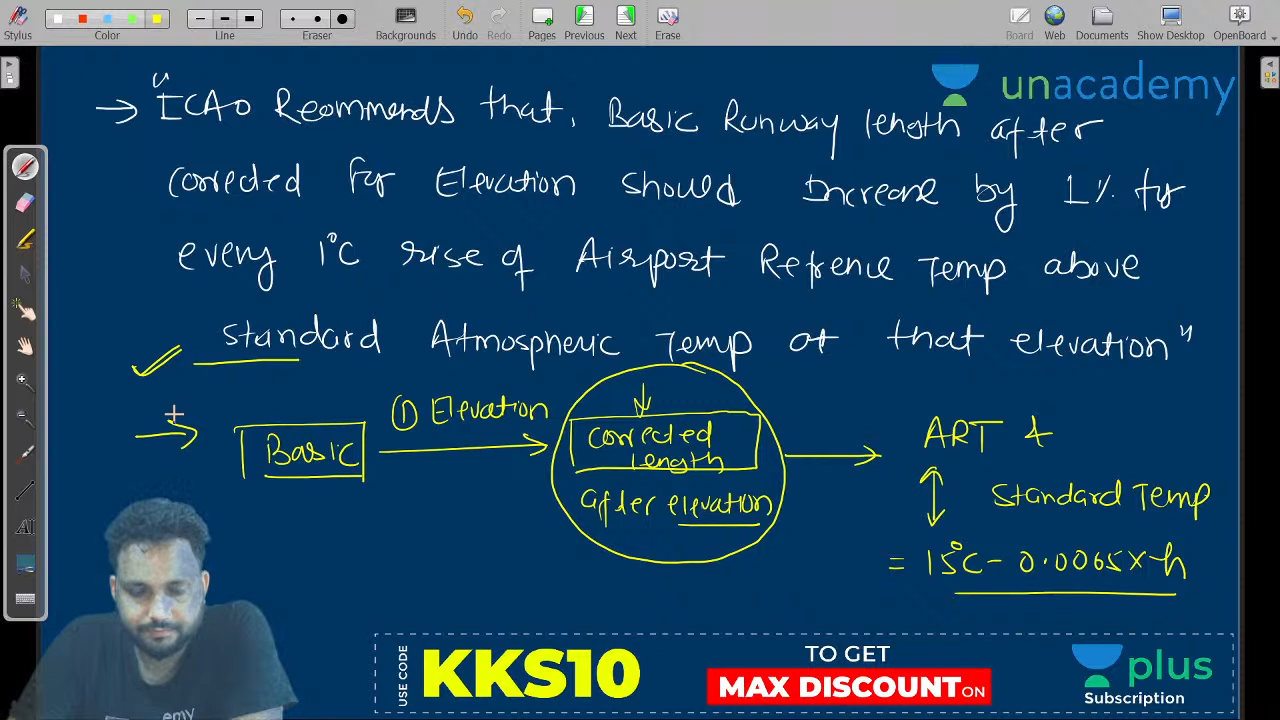 Stylus
Color
Line
Eraser
Backgrounds
Undo
Redo
Pages
Previous
Next
Erase
Board
Web
Documents
Show Desktop
OpenBoard
unacademy
→ "ICAO Reommends that, Basic Runway length after
corrected for Elevation should Increase by 1% for
every 1°C rise of Airport Refrence Temp above
standard Atmospheric Temp at that elevation"
Basic
① Elevation
corrected
length
after elevation
ART &
Standard Temp
= 15°C - 0.0065 × h
USE CODE
KKS10
TO GET
MAX DISCOUNT ON
plus
Subscription